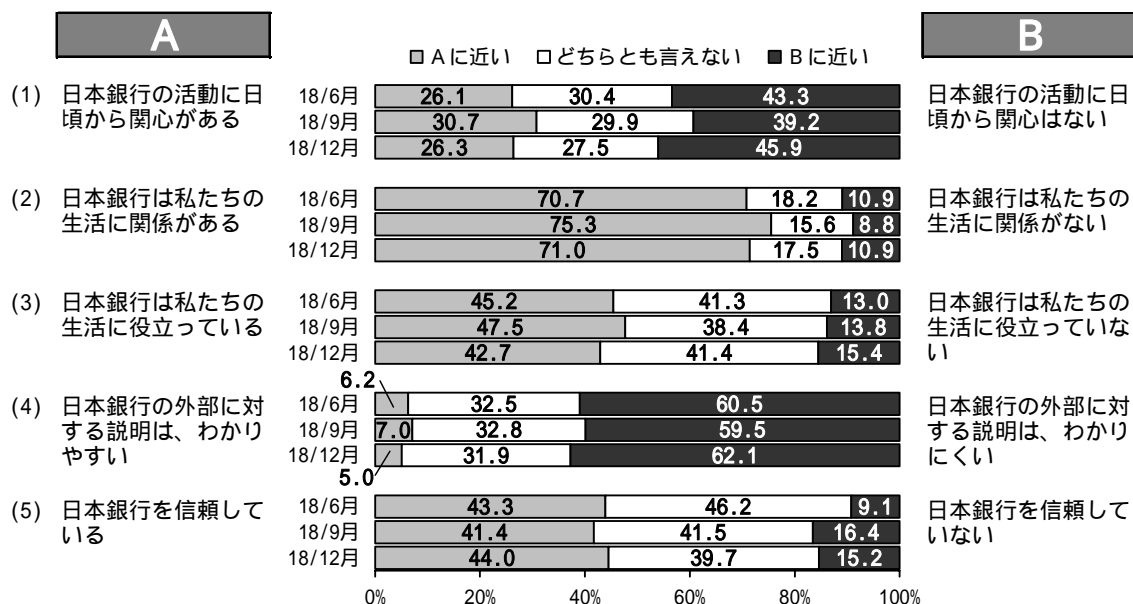 A
B
Aに近い どちらとも言えない Bに近い
(1) 日本銀行の活動に日
頃から関心がある
18/6月 26.1 30.4 43.3
18/9月 30.7 29.9 39.2
18/12月 26.3 27.5 45.9
日本銀行の活動に日
頃から関心はない
(2) 日本銀行は私たちの
生活に関係がある
18/6月 70.7 18.2 10.9
18/9月 75.3 15.6 8.8
18/12月 71.0 17.5 10.9
日本銀行は私たちの
生活に関係がない
(3) 日本銀行は私たちの
生活に役立っている
18/6月 45.2 41.3 13.0
18/9月 47.5 38.4 13.8
18/12月 42.7 41.4 15.4
日本銀行は私たちの
生活に役立っていな
い
(4) 日本銀行の外部に対
する説明は、わかり
やすい
18/6月 6.2 32.5 60.5
18/9月 7.0 32.8 59.5
18/12月 5.0 31.9 62.1
日本銀行の外部に対
する説明は、わかり
にくい
(5) 日本銀行を信頼して
いる
18/6月 43.3 46.2 9.1
18/9月 41.4 41.5 16.4
18/12月 44.0 39.7 15.2
日本銀行を信頼して
いない
0% 20% 40% 60% 80% 100%